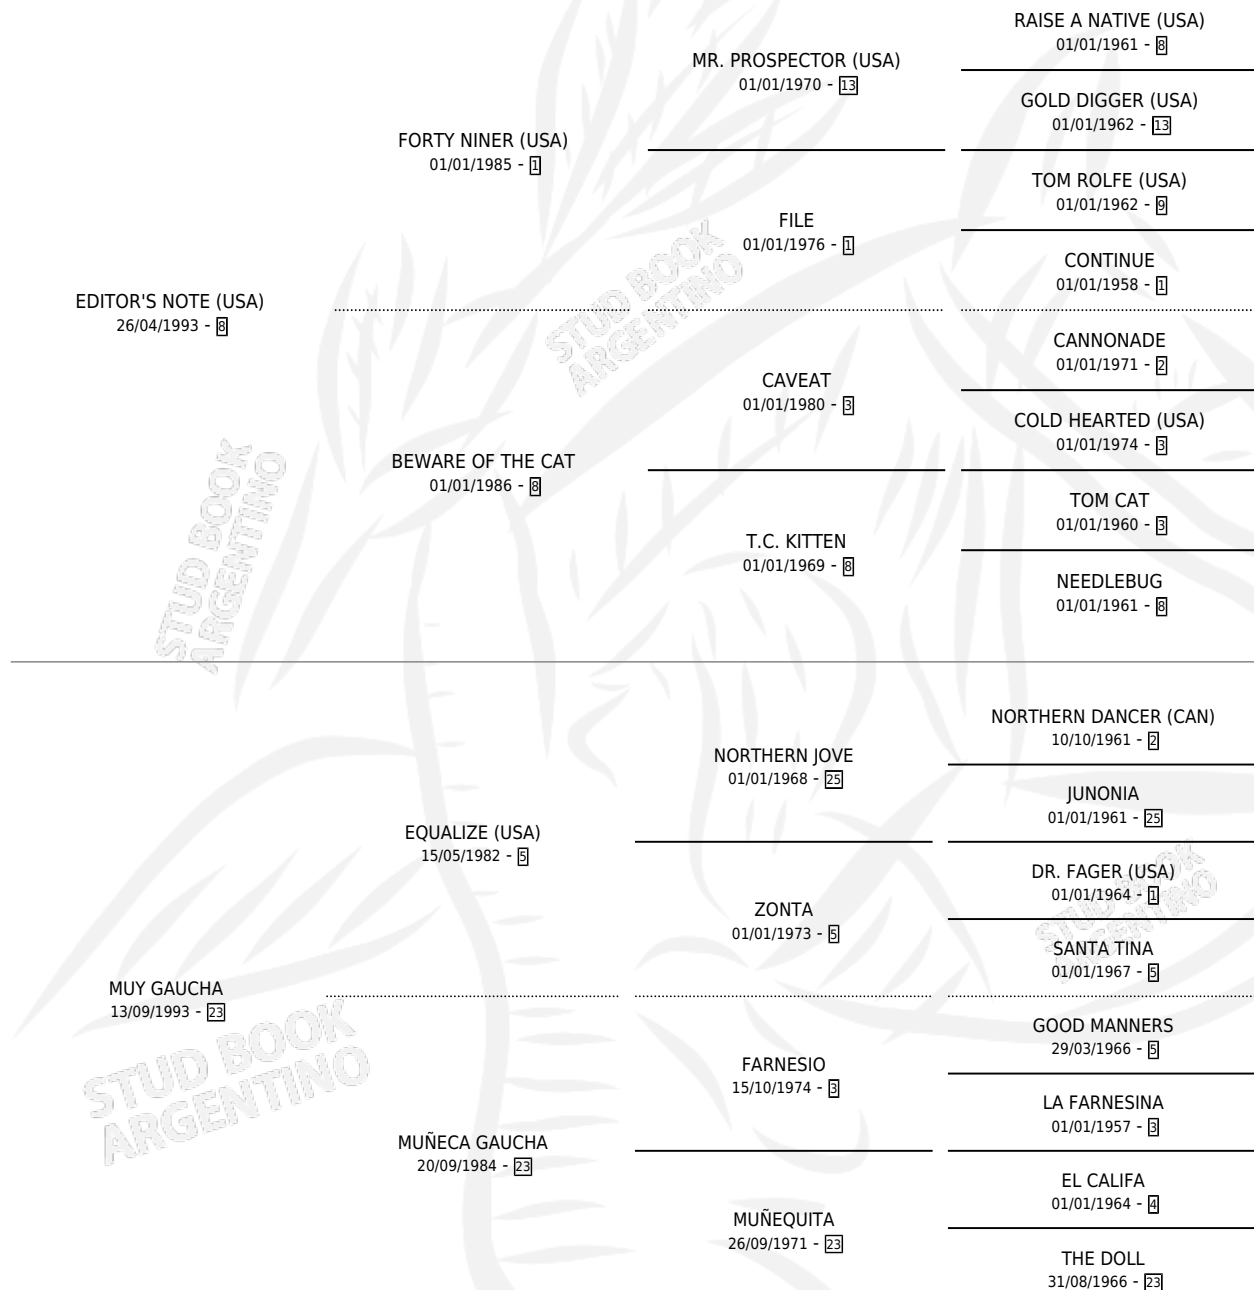 RAISE A NATIVE (USA)
01/01/1961 - 8
MR. PROSPECTOR (USA)
01/01/1970 - 13
GOLD DIGGER (USA)
01/01/1962 - 13
FORTY NINER (USA)
01/01/1985 - 1
TOM ROLFE (USA)
01/01/1962 - 9
FILE
01/01/1976 - 1
CONTINUE
01/01/1958 - 1
EDITOR'S NOTE (USA)
26/04/1993 - 8
CANNONADE
01/01/1971 - 2
CAVEAT
01/01/1980 - 3
COLD HEARTED (USA)
01/01/1974 - 3
BEWARE OF THE CAT
01/01/1986 - 8
TOM CAT
01/01/1960 - 3
T.C. KITTEN
01/01/1969 - 8
NEEDLEBUG
01/01/1961 - 8
NORTHERN DANCER (CAN)
10/10/1961 - 2
NORTHERN JOVE
01/01/1968 - 25
JUNONIA
01/01/1961 - 25
EQUALIZE (USA)
15/05/1982 - 5
DR. FAGER (USA)
01/01/1964 - 1
ZONTA
01/01/1973 - 5
SANTA TINA
01/01/1967 - 5
MUY GAUCHA
13/09/1993 - 23
GOOD MANNERS
29/03/1966 - 5
FARNESIO
15/10/1974 - 3
LA FARNESINA
01/01/1957 - 3
MUÑECA GAUCHA
20/09/1984 - 23
EL CALIFA
01/01/1964 - 4
MUÑEQUITA
26/09/1971 - 23
THE DOLL
31/08/1966 - 23
STUD BOOK
ARGENTINO
STUD BOOK
ARGENTINO
STUD BOOK
ARGENTINO
STUD BOOK
ARGENTINO